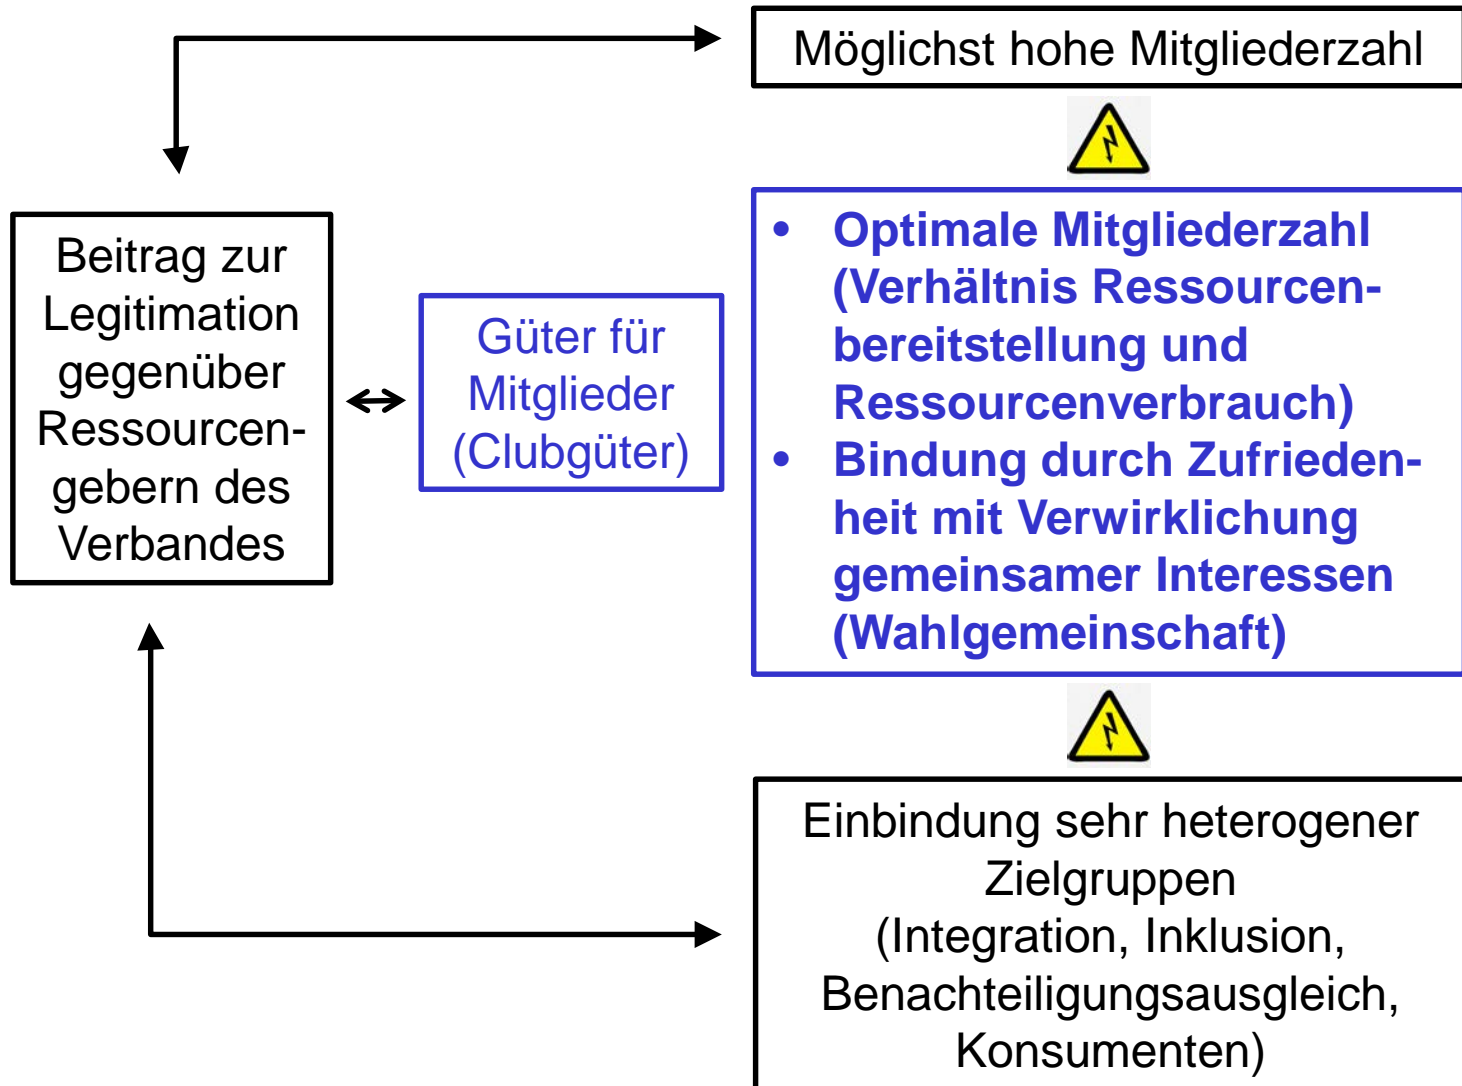 Möglichst hohe Mitgliederzahl
Beitrag zur
Legitimation
gegenüber
Ressourcen-
gebern des
Verbandes
Güter für
Mitglieder
(Clubgüter)
• Optimale Mitgliederzahl
(Verhältnis Ressourcen-
bereitstellung und
Ressourcenverbrauch)
• Bindung durch Zufrieden-
heit mit Verwirklichung
gemeinsamer Interessen
(Wahlgemeinschaft)
Einbindung sehr heterogener
Zielgruppen
(Integration, Inklusion,
Benachteiligungsausgleich,
Konsumenten)